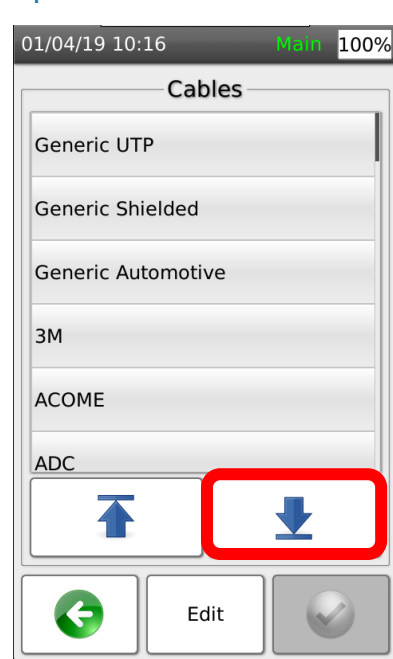 01/04/19 10:16 Main 100%
Cables
Generic UTP
Generic Shielded
Generic Automotive
3M
ACOME
ADC
Edit